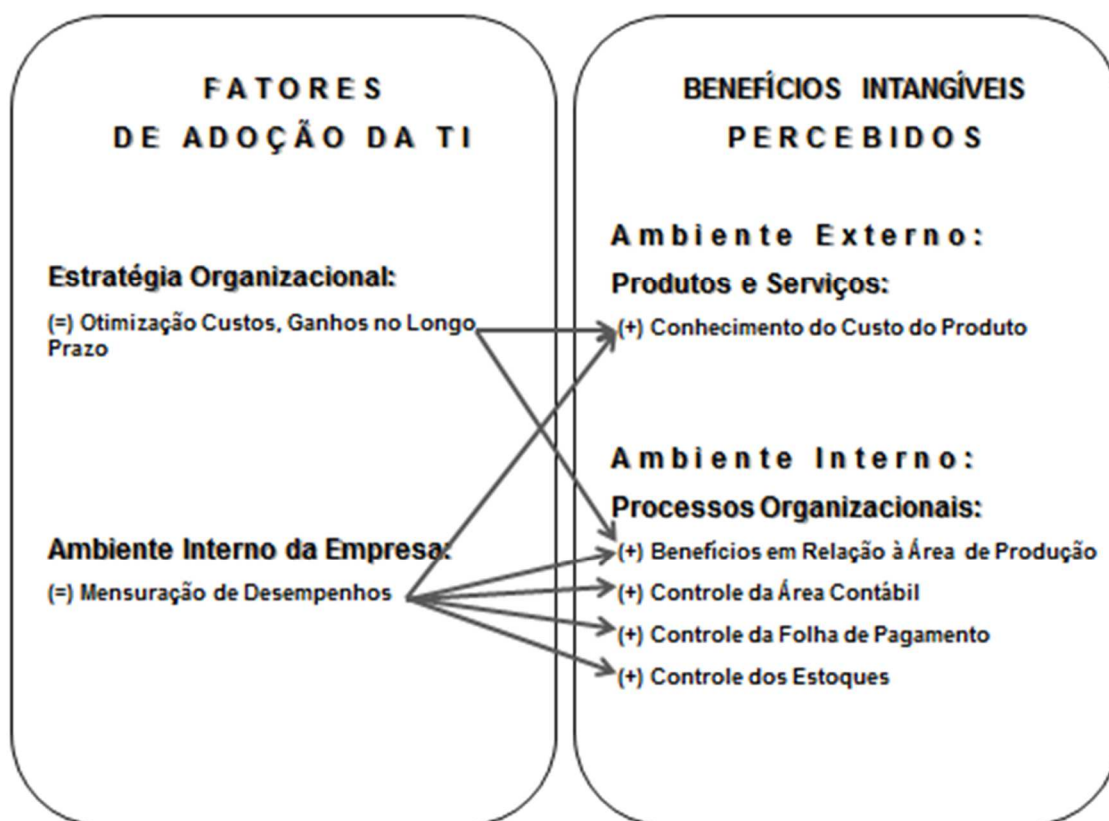 FATORES
DE ADOÇÃO DA TI
Estratégia Organizacional:
(=) Otimização Custos, Ganhos no Longo
Prazo
Ambiente Interno da Empresa:
(=) Mensuração de Desempenhos
BENEFÍCIOS INTANGÍVEIS
PERCEBIDOS
Ambiente Externo:
Produtos e Serviços:
(+) Conhecimento do Custo do Produto
Ambiente Interno:
Processos Organizacionais:
(+) Benefícios em Relação à Área de Produção
(+) Controle da Área Contábil
(+) Controle da Folha de Pagamento
(+) Controle dos Estoques